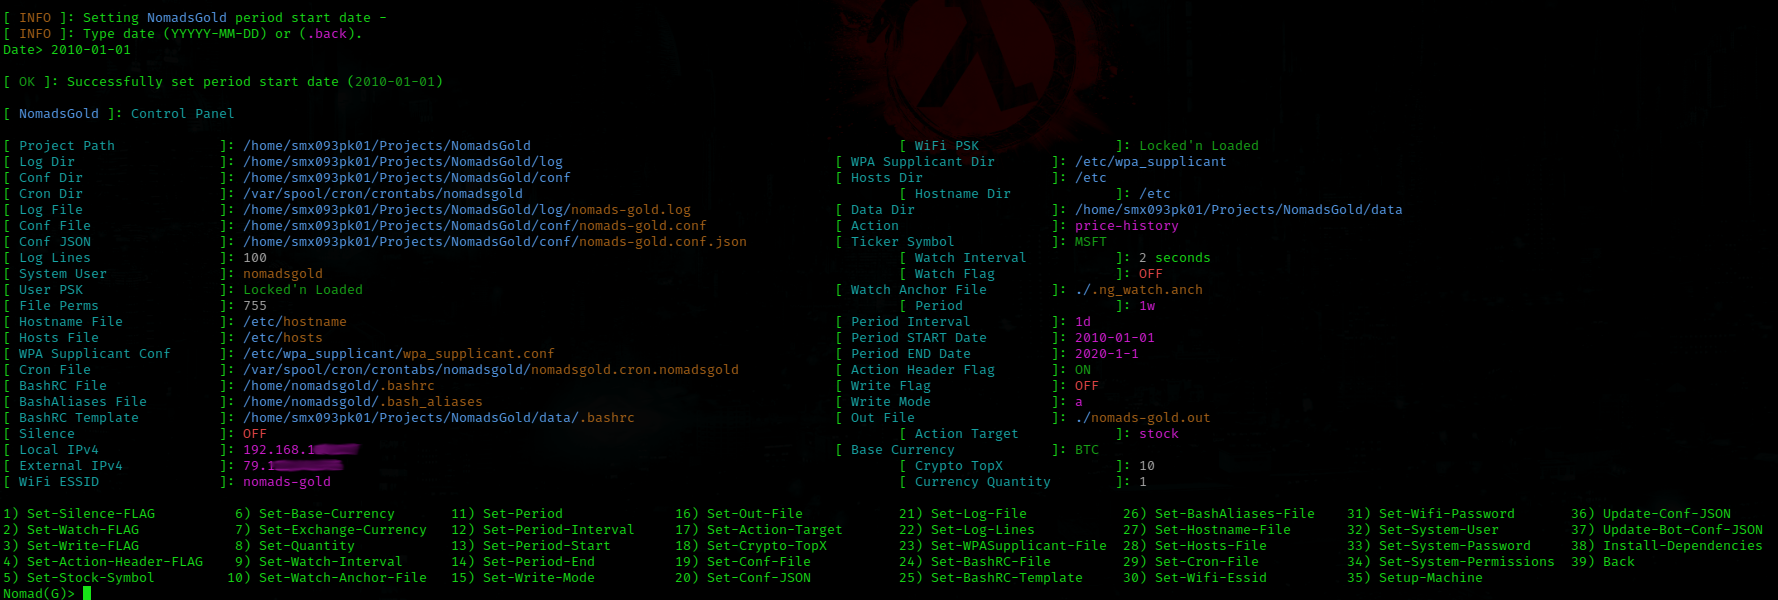 [ INFO ]: Setting NomadsGold period start date -
[ INFO ]: Type date (YYYYY-MM-DD) or (.back).
Date> 2010-01-01
[ OK ]: Successfully set period start date (2010-01-01)
[ NomadsGold ]: Control Panel
[ Project Path ]: /home/smx093pk01/Projects/NomadsGold [ WiFi PSK ]: Locked'n Loaded
[ Log Dir ]: /home/smx093pk01/Projects/NomadsGold/log [ WPA Supplicant Dir ]: /etc/wpa_supplicant
[ Conf Dir ]: /home/smx093pk01/Projects/NomadsGold/conf [ Hosts Dir ]: /etc
[ Cron Dir ]: /var/spool/cron/crontabs/nomadsgold [ Hostname Dir ]: /etc
[ Log File ]: /home/smx093pk01/Projects/NomadsGold/log/nomads-gold.log [ Data Dir ]: /home/smx093pk01/Projects/NomadsGold/data
[ Conf File ]: /home/smx093pk01/Projects/NomadsGold/conf/nomads-gold.conf [ Action ]: price-history
[ Conf JSON ]: /home/smx093pk01/Projects/NomadsGold/conf/nomads-gold.conf.json [ Ticker Symbol ]: MSFT
[ Log Lines ]: 100 [ Watch Interval ]: 2 seconds
[ System User ]: nomadsgold [ Watch Flag ]: OFF
[ User PSK ]: Locked'n Loaded [ Watch Anchor File ]: ./.ng_watch.anch
[ File Perms ]: 755 [ Period ]: 1w
[ Hostname File ]: /etc/hostname [ Period Interval ]: 1d
[ Hosts File ]: /etc/hosts [ Period START Date ]: 2010-01-01
[ WPA Supplicant Conf ]: /etc/wpa_supplicant/wpa_supplicant.conf [ Period END Date ]: 2020-1-1
[ Cron File ]: /var/spool/cron/crontabs/nomadsgold/nomadsgold.cron.nomadsgold [ Action Header Flag ]: ON
[ BashRC File ]: /home/nomadsgold/.bashrc [ Write Flag ]: OFF
[ BashAliases File ]: /home/nomadsgold/.bash_aliases [ Write Mode ]: a
[ BashRC Template ]: /home/smx093pk01/Projects/NomadsGold/data/.bashrc [ Out File ]: ./nomads-gold.out
[ Silence ]: OFF [ Action Target ]: stock
[ Local IPv4 ]: 192.168.1 [ Base Currency ]: BTC
[ External IPv4 ]: 79.1 [ Crypto TopX ]: 10
[ WiFi ESSID ]: nomads-gold [ Currency Quantity ]: 1
1) Set-Silence-FLAG 6) Set-Base-Currency 11) Set-Period 16) Set-Out-File 21) Set-Log-File 26) Set-BashAliases-File 31) Set-Wifi-Password 36) Update-Conf-JSON
2) Set-Watch-FLAG 7) Set-Exchange-Currency 12) Set-Period-Interval 17) Set-Action-Target 22) Set-Log-Lines 27) Set-Hostname-File 32) Set-System-User 37) Update-Bot-Conf-JSON
3) Set-Write-FLAG 8) Set-Quantity 13) Set-Period-Start 18) Set-Crypto-TopX 23) Set-WPASupplicant-File 28) Set-Hosts-File 33) Set-System-Password 38) Install-Dependencies
4) Set-Action-Header-FLAG 9) Set-Watch-Interval 14) Set-Period-End 19) Set-Conf-File 24) Set-BashRC-File 29) Set-Cron-File 34) Set-System-Permissions 39) Back
5) Set-Stock-Symbol 10) Set-Watch-Anchor-File 15) Set-Write-Mode 20) Set-Conf-JSON 25) Set-BashRC-Template 30) Set-Wifi-Essid 35) Setup-Machine
Nomad(G)>